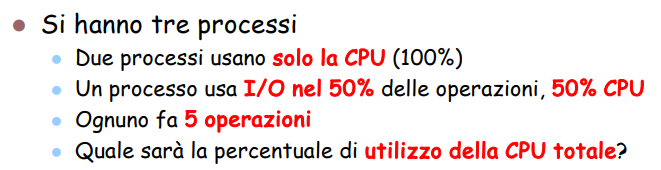 Si hanno tre processi
Due processi usano solo la CPU (100%)
Un processo usa I/O nel 50% delle operazioni, 50% CPU
Ognuno fa 5 operazioni
Quale sarà la percentuale di utilizzo della CPU totale?